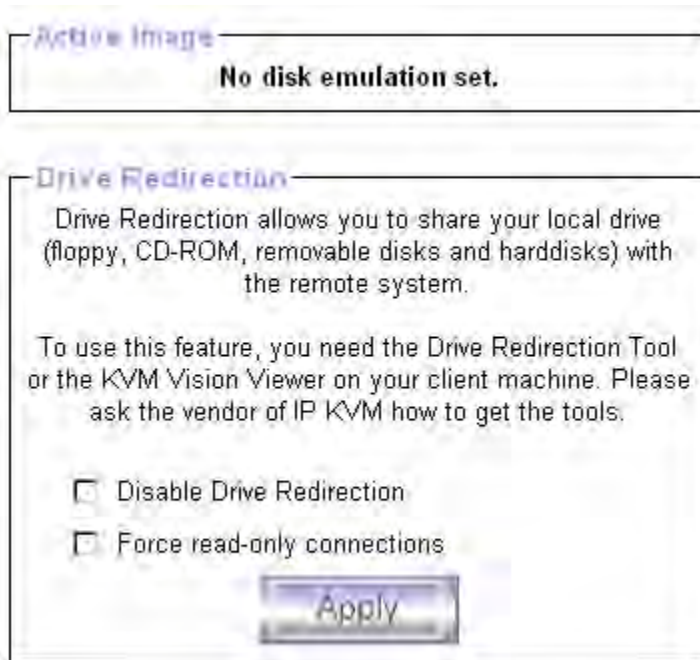 Active Image
No disk emulation set.
Drive Redirection
Drive Redirection allows you to share your local drive
(floppy, CD-ROM, removable disks and harddisks) with
the remote system.
To use this feature, you need the Drive Redirection Tool
or the KVM Vision Viewer on your client machine. Please
ask the vendor of IP KVM how to get the tools.
Disable Drive Redirection
Force read-only connections
Apply